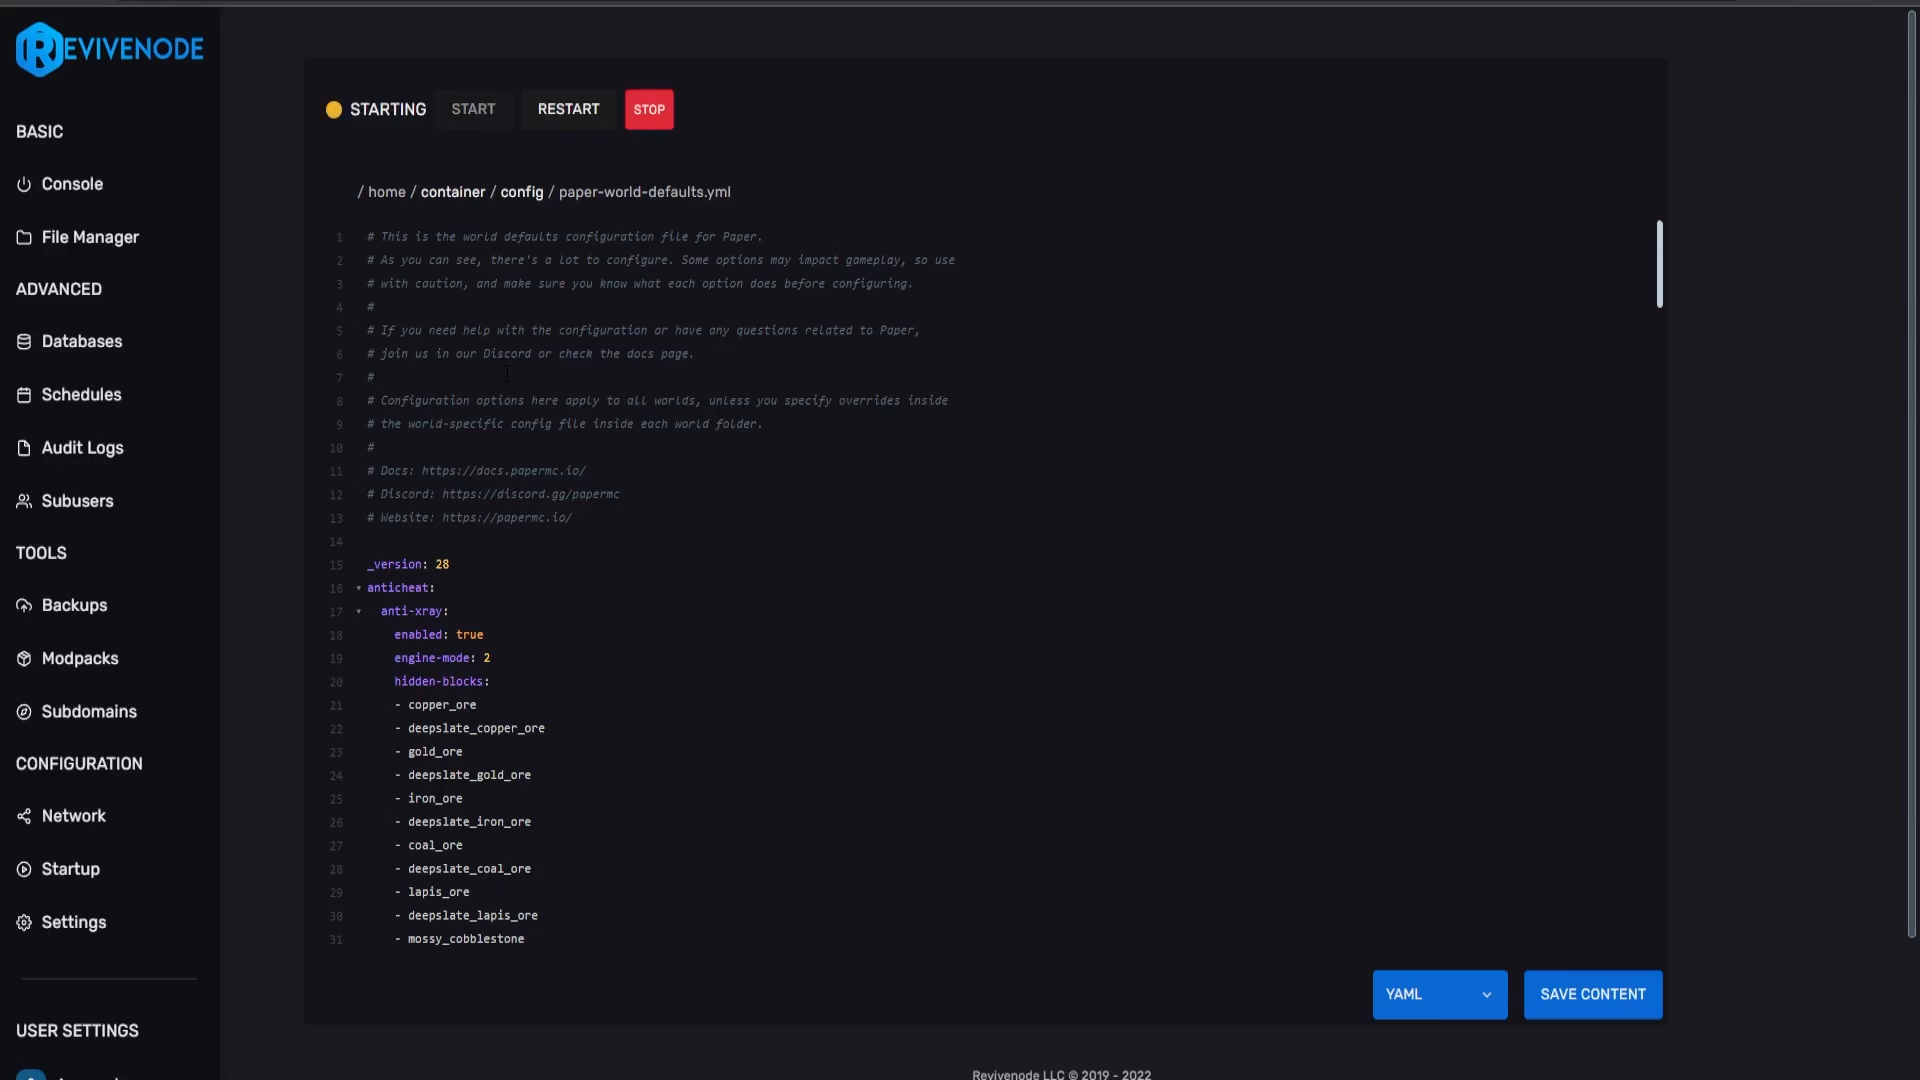 REVIVENODE
BASIC
Console
File Manager
ADVANCED
Databases
Schedules
Audit Logs
Subusers
TOOLS
Backups
Modpacks
Subdomains
CONFIGURATION
Network
Startup
Settings
USER SETTINGS
STARTING START RESTART STOP
/ home / container / config / paper-world-defaults.yml
1 # This is the world defaults configuration file for Paper.
2 # As you can see, there's a lot to configure. Some options may impact gameplay, so use
3 # with caution, and make sure you know what each option does before configuring.
4 #
5 # If you need help with the configuration or have any questions related to Paper,
6 # join us in our Discord or check the docs page.
7 #
8 # Configuration options here apply to all worlds, unless you specify overrides inside
9 # the world-specific config file inside each world folder.
10 #
11 # Docs: https://docs.papermc.io/
12 # Discord: https://discord.gg/papermc
13 # Website: https://papermc.io/
14
15 _version: 28
16 anticheat:
17 anti-xray:
18 enabled: true
19 engine-mode: 2
20 hidden-blocks:
21 - copper_ore
22 - deepslate_copper_ore
23 - gold_ore
24 - deepslate_gold_ore
25 - iron_ore
26 - deepslate_iron_ore
27 - coal_ore
28 - deepslate_coal_ore
29 - lapis_ore
30 - deepslate_lapis_ore
31 - mossy_cobblestone
YAML
SAVE CONTENT
Revivenode LLC © 2019 - 2022